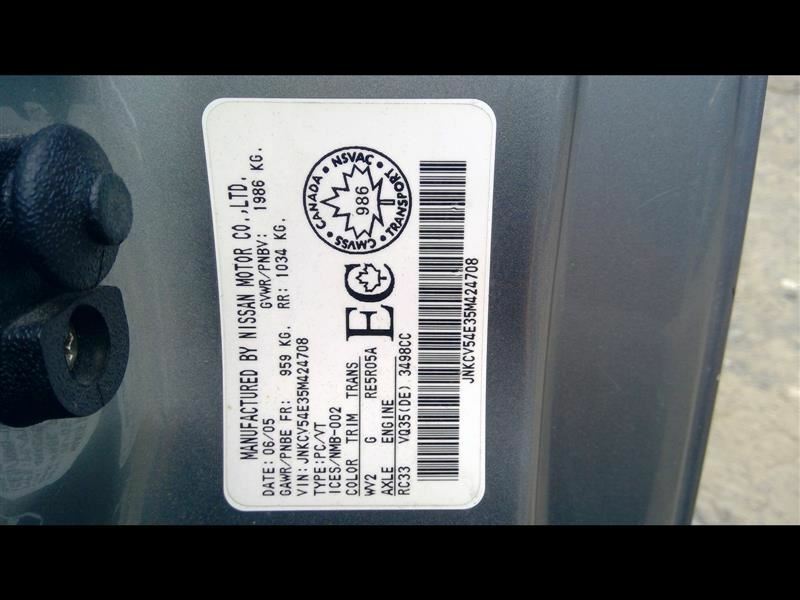 MANUFACTURED BY NISSAN MOTOR CO.,LTD.
DATE: 06/05 GVWR/PNBV: 1986 KG.
GAWR/PNBE FR: 959 KG. RR: 1034 KG.
VIN: JNKCV54E35M424708
TYPE:PC/VT
ICES/NMB-002
COLOR TRIM TRANS
WV2 G RE5R05A
AXLE ENGINE
RC33 VQ35(DE) 3498CC
EC
CMVSS • CANADA • NSVAC • TRANSPORT •
986
JNKCV54E35M424708